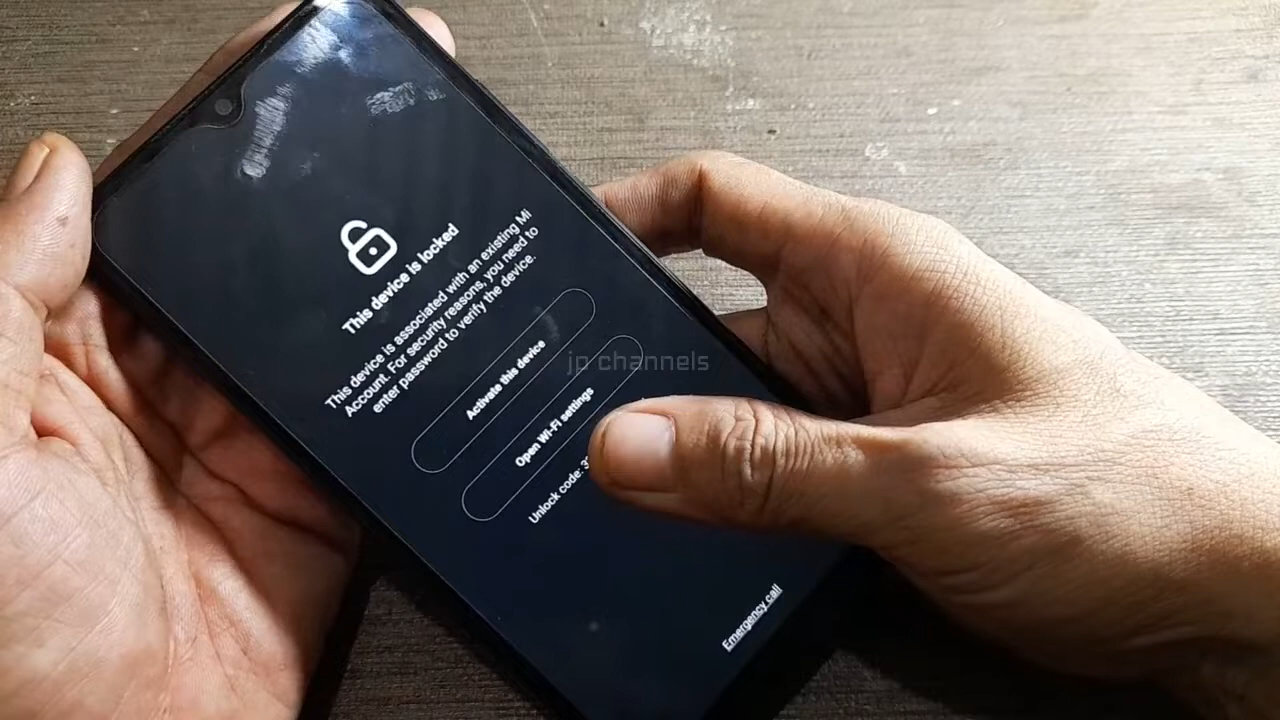 This device is locked
This device is associated with an existing Mi
Account. For security reasons, you need to
enter password to verify the device.
Activate this device
Open Wi-Fi settings
Unlock code:
Emergency call
jp channels